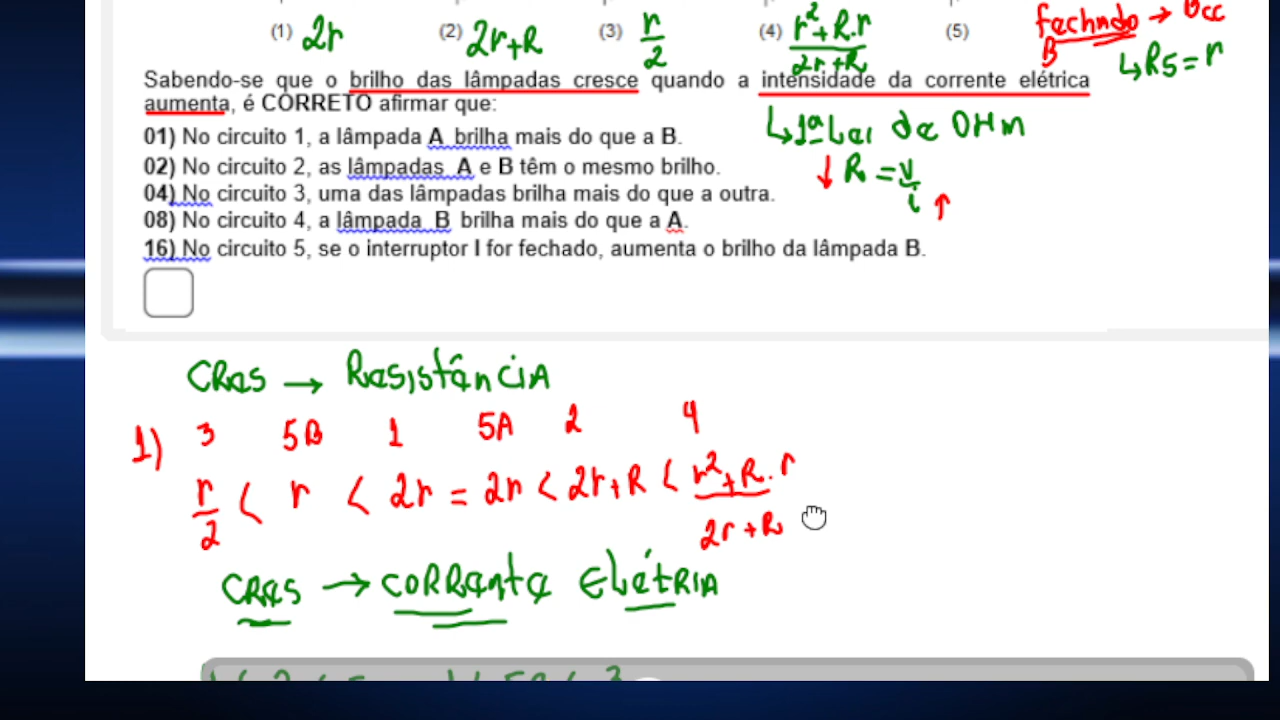 fechado → Occ
(1) 2r (2) 2r+R (3) r/2 (4) r²+R.r/2r+R (5) B
↳R5=r
Sabendo-se que o brilho das lâmpadas cresce quando a intensidade da corrente elétrica
aumenta, é CORRETO afirmar que:
↳1ª Lei de OHm
01) No circuito 1, a lâmpada A brilha mais do que a B.
02) No circuito 2, as lâmpadas A e B têm o mesmo brilho.
↓ R = V/i ↑
04) No circuito 3, uma das lâmpadas brilha mais do que a outra.
08) No circuito 4, a lâmpada B brilha mais do que a A.
16) No circuito 5, se o interruptor I for fechado, aumenta o brilho da lâmpada B.
CRes → Resistância
1) 3 5B 1 5A 2 4
r/2 < r < 2r = 2r < 2r+R < r²+R.r/2r+R
CRes → CORRente ElétRIA